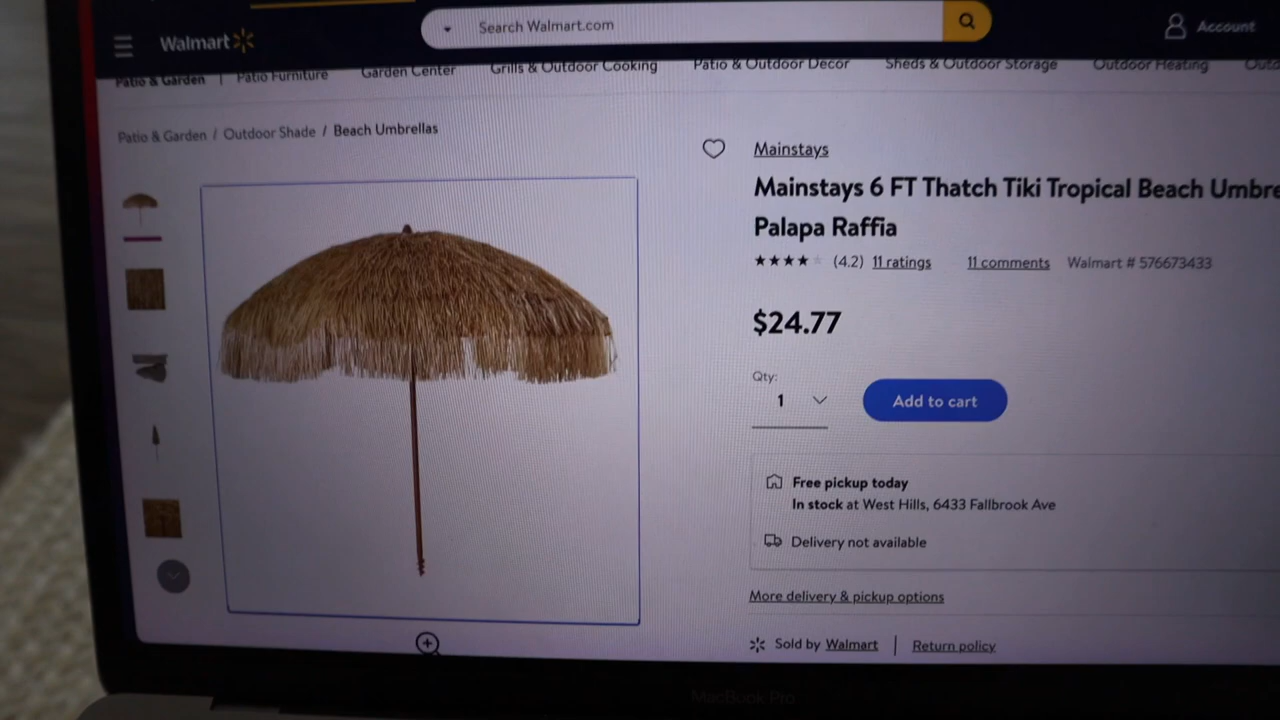 Walmart
Search Walmart.com
Account
Patio & Garden | Patio Furniture Garden Center Grills & Outdoor Cooking Patio & Outdoor Decor Sheds & Outdoor Storage Outdoor Heating
Patio & Garden / Outdoor Shade / Beach Umbrellas
Mainstays
Mainstays 6 FT Thatch Tiki Tropical Beach Umbre
Palapa Raffia
(4.2) 11 ratings 11 comments Walmart # 576673433
$24.77
Qty:
1
Add to cart
Free pickup today
In stock at West Hills, 6433 Fallbrook Ave
Delivery not available
More delivery & pickup options
Sold by Walmart | Return policy
MacBook Pro